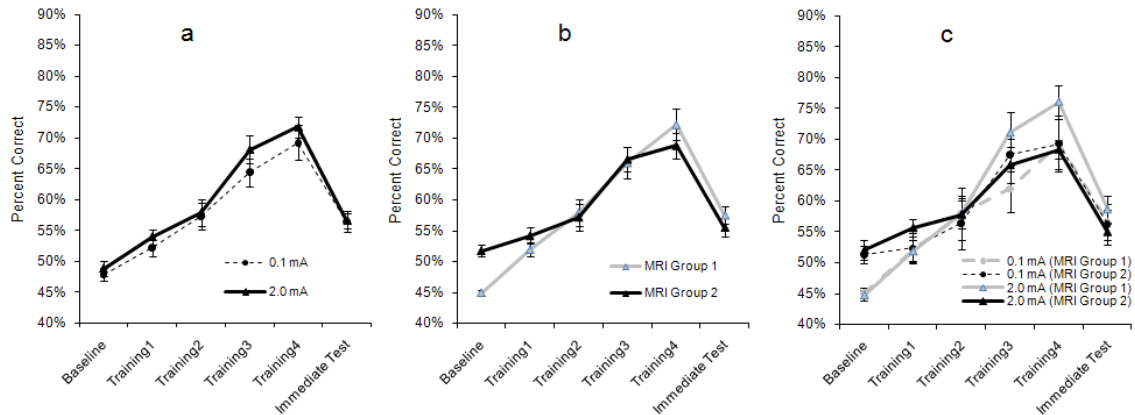 a
Percent Correct
90%
85%
80%
75%
70%
65%
60%
55%
50%
45%
40%
0.1 mA
2.0 mA
Baseline
Training1
Training2
Training3
Training4
Immediate Test
b
Percent Correct
90%
85%
80%
75%
70%
65%
60%
55%
50%
45%
40%
MRI Group 1
MRI Group 2
Baseline
Training1
Training2
Training3
Training4
Immediate Test
c
Percent Correct
90%
85%
80%
75%
70%
65%
60%
55%
50%
45%
40%
0.1 mA (MRI Group 1)
0.1 mA (MRI Group 2)
2.0 mA (MRI Group 1)
2.0 mA (MRI Group 2)
Baseline
Training1
Training2
Training3
Training4
Immediate Test